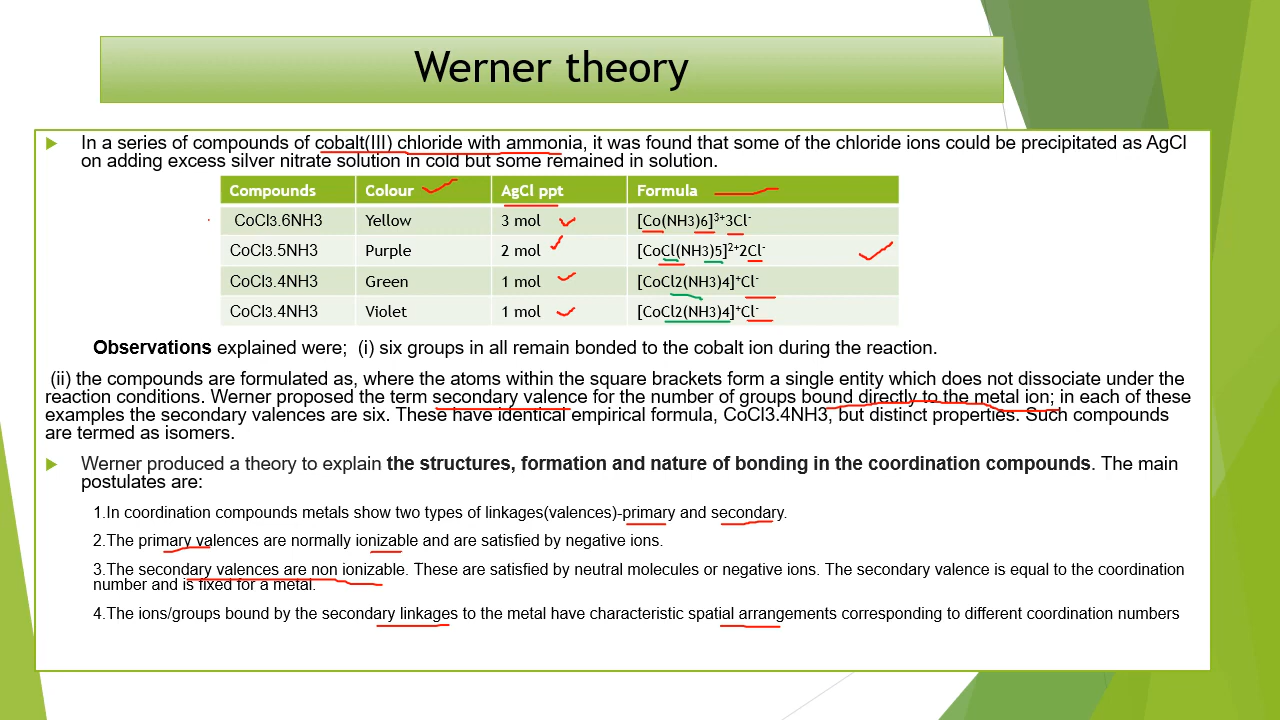 Werner theory
In a series of compounds of cobalt(III) chloride with ammonia, it was found that some of the chloride ions could be precipitated as AgCl
on adding excess silver nitrate solution in cold but some remained in solution.
Compounds Colour AgCl ppt Formula
CoCl3.6NH3 Yellow 3 mol [Co(NH3)6]³⁺3Cl⁻
CoCl3.5NH3 Purple 2 mol [CoCl(NH3)5]²⁺2Cl⁻
CoCl3.4NH3 Green 1 mol [CoCl2(NH3)4]⁺Cl⁻
CoCl3.4NH3 Violet 1 mol [CoCl2(NH3)4]⁺Cl⁻
Observations explained were; (i) six groups in all remain bonded to the cobalt ion during the reaction.
(ii) the compounds are formulated as, where the atoms within the square brackets form a single entity which does not dissociate under the
reaction conditions. Werner proposed the term secondary valence for the number of groups bound directly to the metal ion; in each of these
examples the secondary valences are six. These have identical empirical formula, CoCl3.4NH3, but distinct properties. Such compounds
are termed as isomers.
Werner produced a theory to explain the structures, formation and nature of bonding in the coordination compounds. The main
postulates are:
1.In coordination compounds metals show two types of linkages(valences)-primary and secondary.
2.The primary valences are normally ionizable and are satisfied by negative ions.
3.The secondary valences are non ionizable. These are satisfied by neutral molecules or negative ions. The secondary valence is equal to the coordination
number and is fixed for a metal.
4.The ions/groups bound by the secondary linkages to the metal have characteristic spatial arrangements corresponding to different coordination numbers